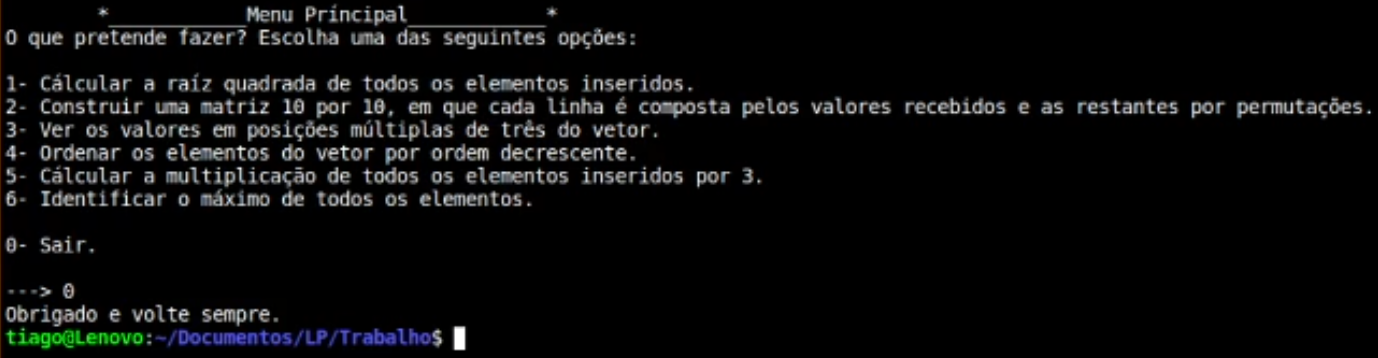 *____________Menu Príncipal____________*
O que pretende fazer? Escolha uma das seguintes opções:
1- Cálcular a raíz quadrada de todos os elementos inseridos.
2- Construir uma matriz 10 por 10, em que cada linha é composta pelos valores recebidos e as restantes por permutações.
3- Ver os valores em posições múltiplas de três do vetor.
4- Ordenar os elementos do vetor por ordem decrescente.
5- Cálcular a multiplicação de todos os elementos inseridos por 3.
6- Identificar o máximo de todos os elementos.
0- Sair.
---> 0
Obrigado e volte sempre.
tiago@Lenovo:~/Documentos/LP/Trabalho$